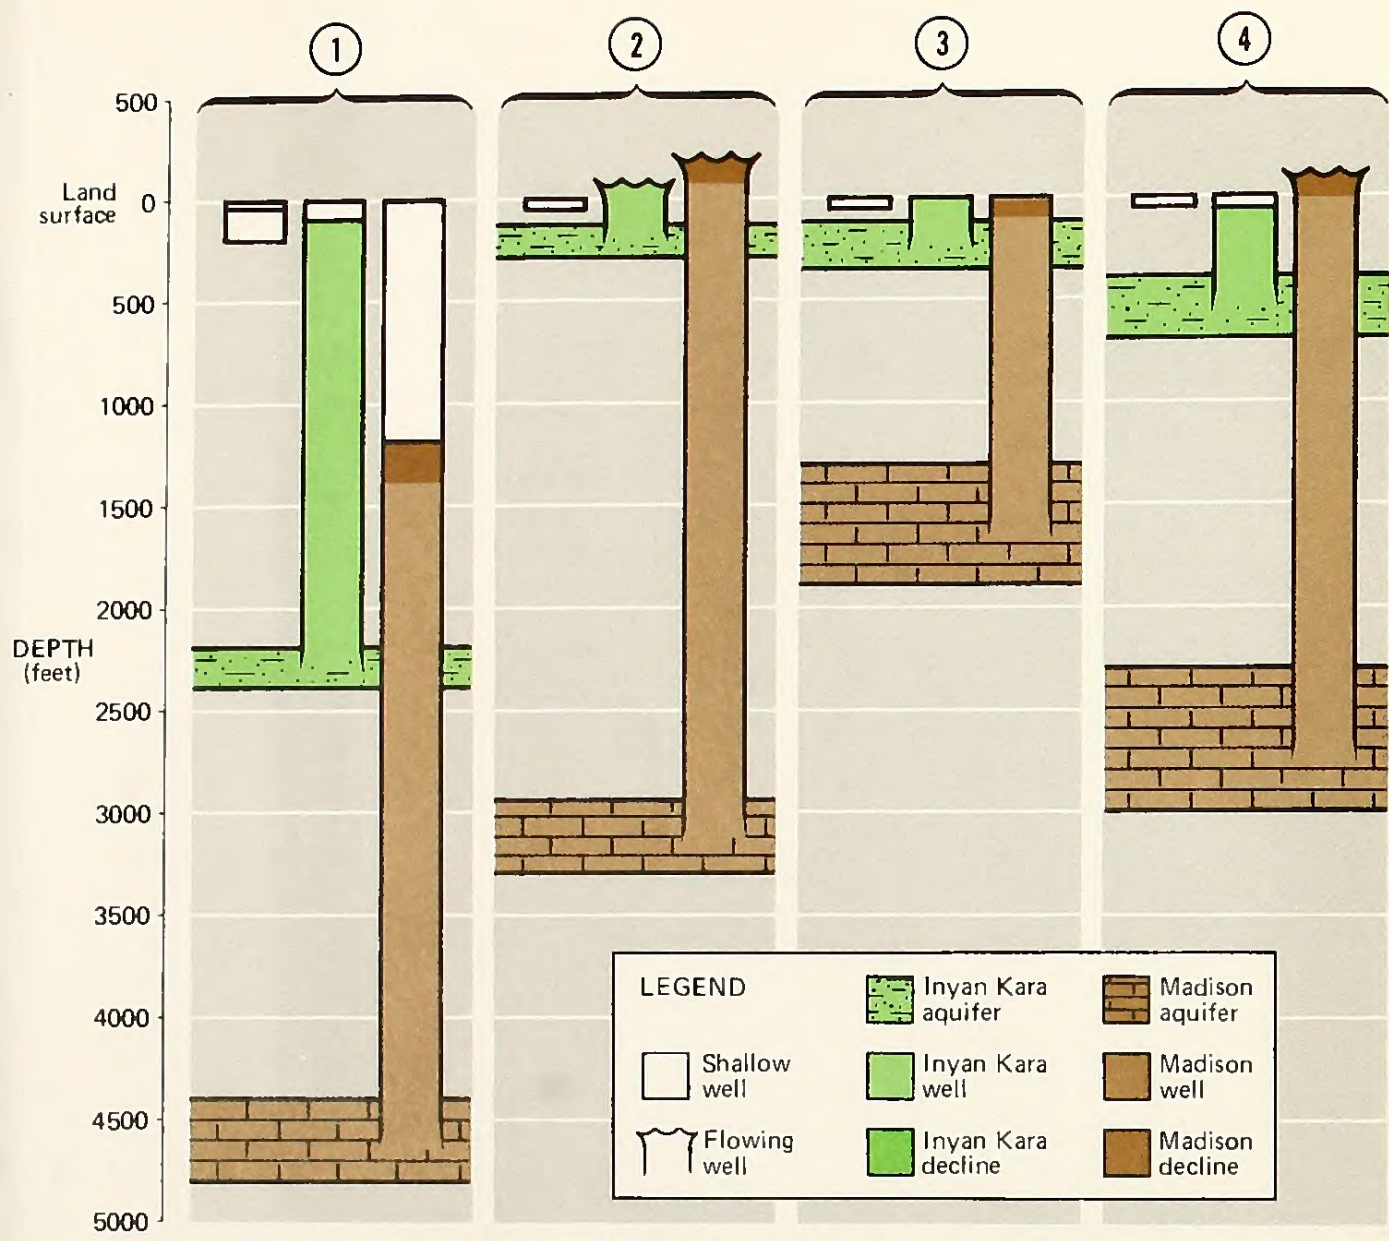 1
2
3
4
500
Land
surface
0
500
1000
1500
2000
DEPTH
(feet)
2500
3000
3500
4000
4500
5000
LEGEND
Inyan Kara
aquifer
Madison
aquifer
Shallow
well
Inyan Kara
well
Madison
well
Flowing
well
Inyan Kara
decline
Madison
decline